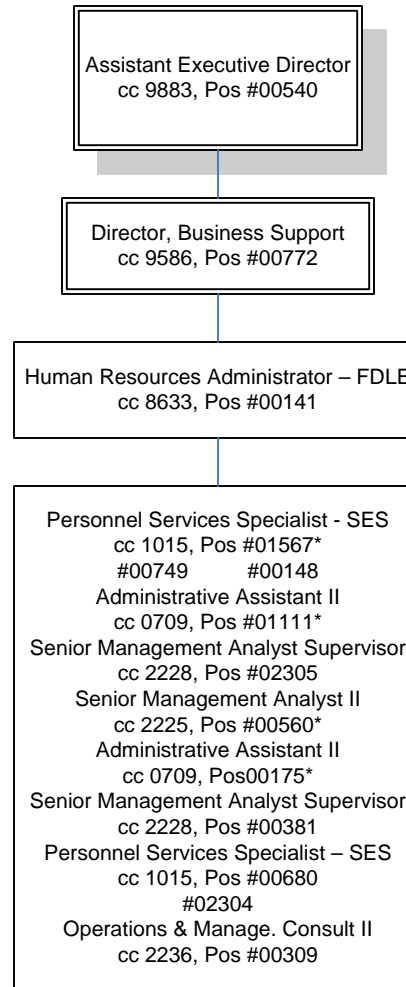 Assistant Executive Director
cc 9883, Pos #00540
Director, Business Support
cc 9586, Pos #00772
Human Resources Administrator – FDLE
cc 8633, Pos #00141
Personnel Services Specialist - SES
cc 1015, Pos #01567*
#00749 #00148
Administrative Assistant II
cc 0709, Pos #01111*
Senior Management Analyst Supervisor
cc 2228, Pos #02305
Senior Management Analyst II
cc 2225, Pos #00560*
Administrative Assistant II
cc 0709, Pos00175*
Senior Management Analyst Supervisor
cc 2228, Pos #00381
Personnel Services Specialist – SES
cc 1015, Pos #00680
#02304
Operations & Manage. Consult II
cc 2236, Pos #00309